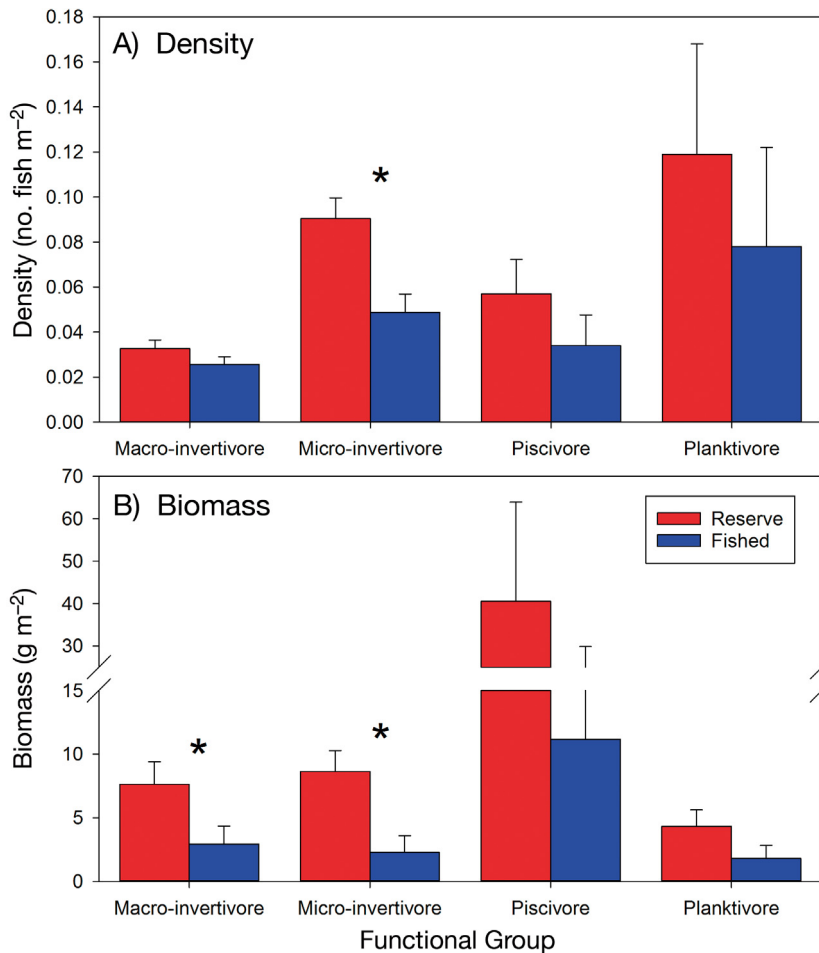 A) Density
Density (no. fish m⁻²)
0.18
0.16
0.14
0.12
0.10
0.08
0.06
0.04
0.02
0.00
*
Macro-invertivore Micro-invertivore Piscivore Planktivore
B) Biomass
Biomass (g m⁻²)
70
60
50
40
30
15
10
5
0
Reserve
Fished
* *
Macro-invertivore Micro-invertivore Piscivore Planktivore
Functional Group